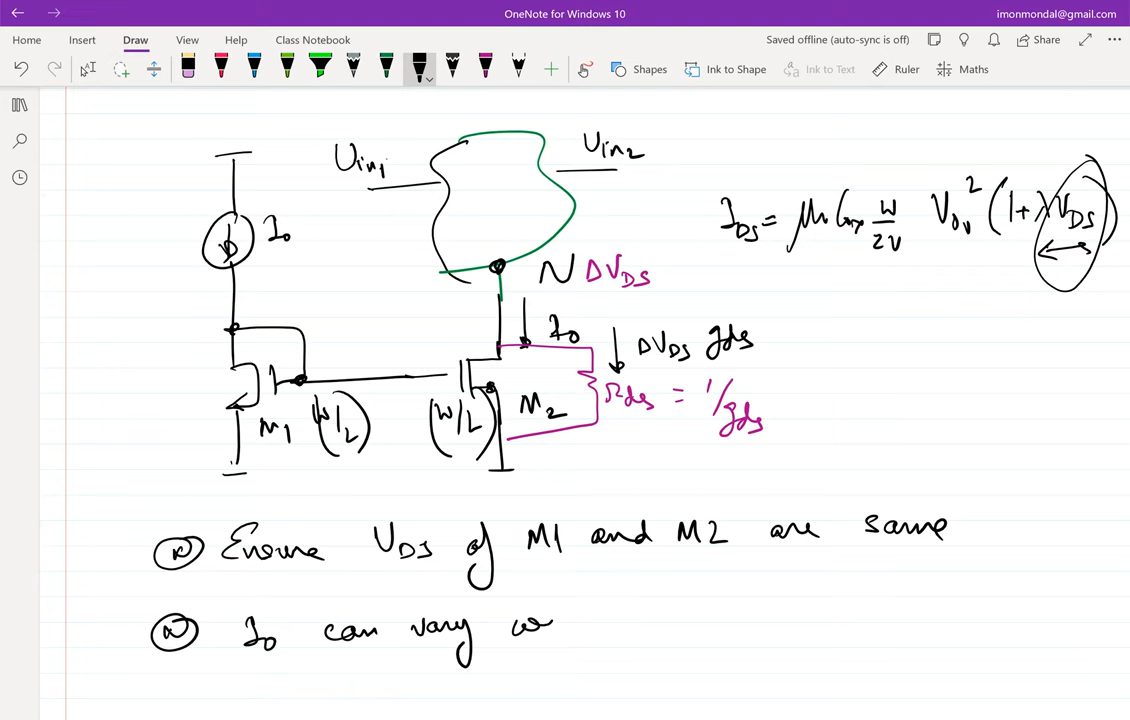 OneNote for Windows 10
imonmondal@gmail.com
Home Insert Draw View Help Class Notebook
Saved offline (auto-sync is off) Share
Shapes Ink to Shape Ink to Text Ruler Maths
Vin1 Vin2
I0
IDS = μn Cox W/2L Vov² (1+λVDS)
N ΔVDS
I0 ΔVDS gds
rds = 1/gds
M1 (W/L) (W/L) M2
Ensure VDS of M1 and M2 are same
I0 can vary w